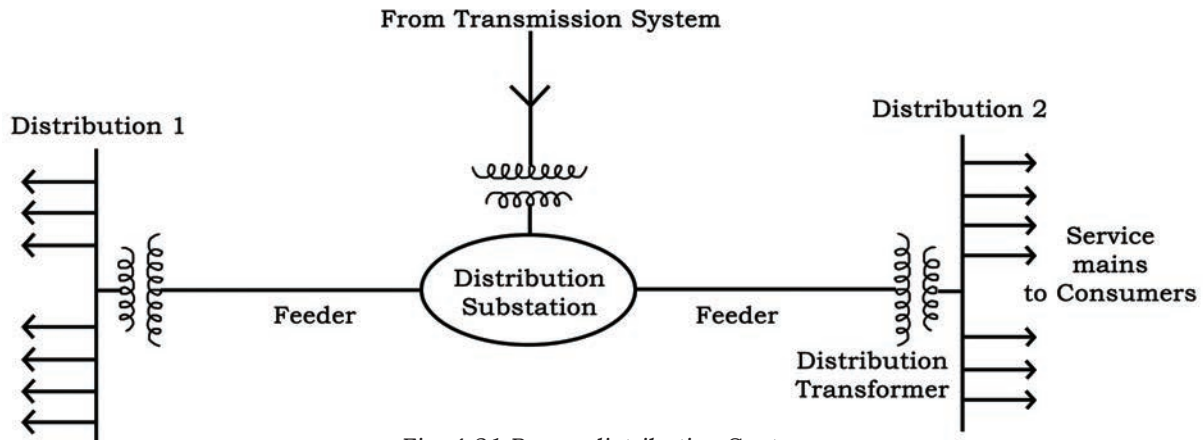 From Transmission System
Distribution 1
Distribution 2
Distribution
Substation
Feeder
Feeder
Service
mains
to Consumers
Distribution
Transformer